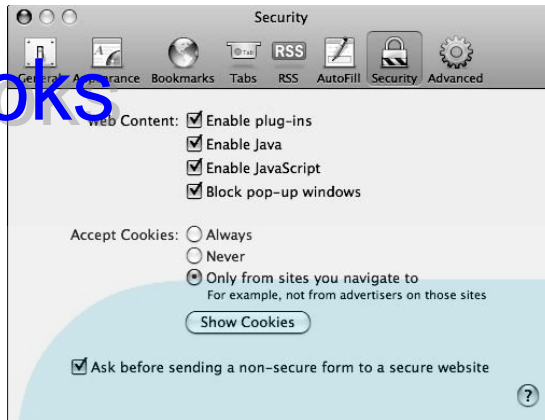 Security
RSS
General Appearance Bookmarks Tabs RSS AutoFill Security Advanced
oks
Web Content: Enable plug-ins
Enable Java
Enable JavaScript
Block pop-up windows
Accept Cookies: Always
Never
Only from sites you navigate to
For example, not from advertisers on those sites
Show Cookies
Ask before sending a non-secure form to a secure website
?